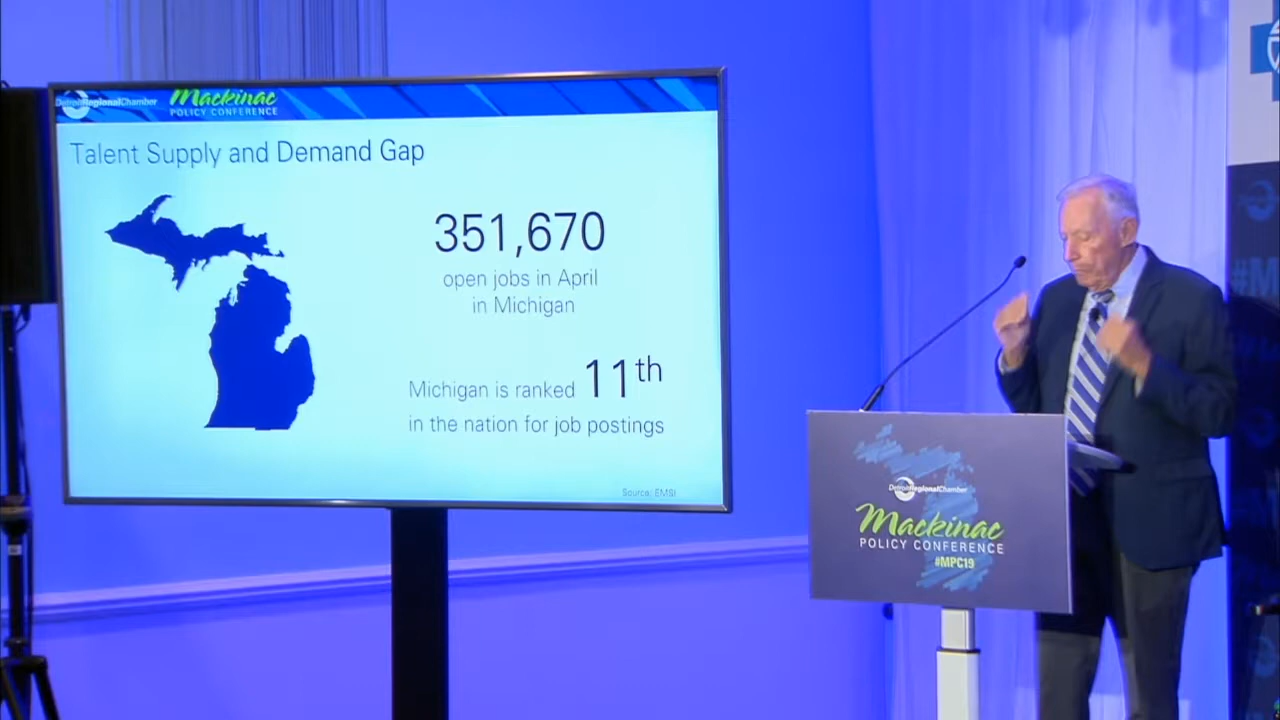 DetroitRegionalChamber
Mackinac
POLICY CONFERENCE
Talent Supply and Demand Gap
351,670
open jobs in April
in Michigan
Michigan is ranked 11th
in the nation for job postings
Source: EMSI
DetroitRegionalChamber
Mackinac
POLICY CONFERENCE
#MPC19
#M